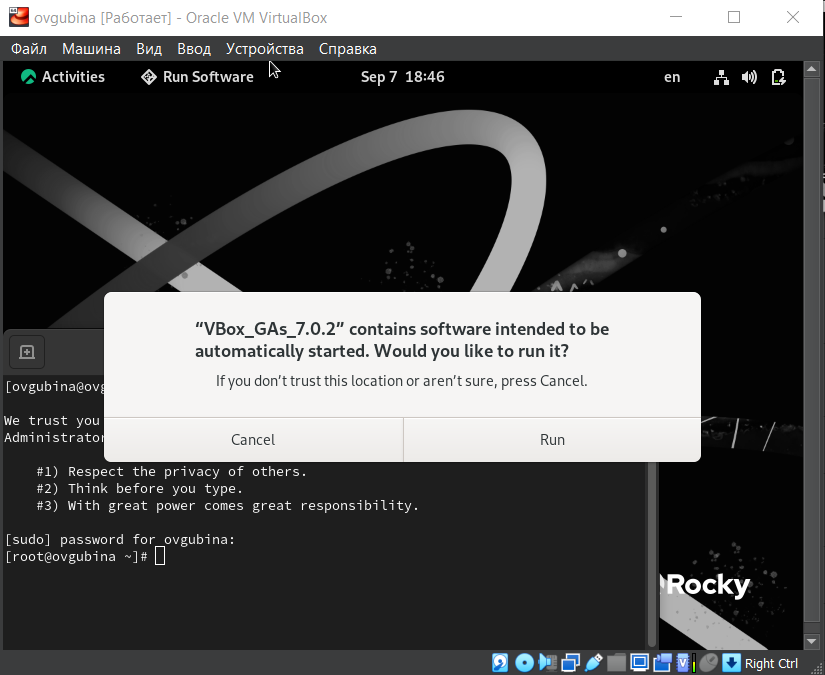 ovgubina [Работает] - Oracle VM VirtualBox
Файл Машина Вид Ввод Устройства Справка
Activities Run Software Sep 7 18:46 en
“VBox_GAs_7.0.2” contains software intended to be
automatically started. Would you like to run it?
If you don’t trust this location or aren’t sure, press Cancel.
Cancel Run
[ovgubina@ovg
We trust you
Administrator
#1) Respect the privacy of others.
#2) Think before you type.
#3) With great power comes great responsibility.
[sudo] password for ovgubina:
[root@ovgubina ~]#
Rocky
Right Ctrl